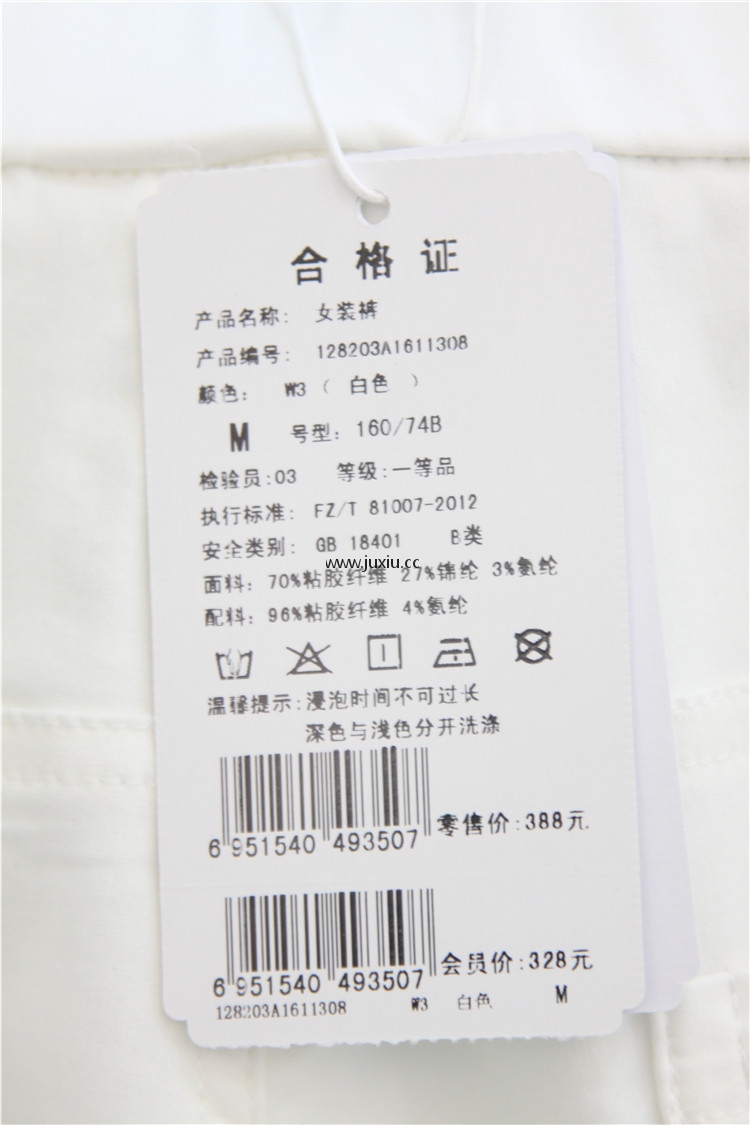 合格证
产品名称: 女装裤
产品编号: 128203A1611308
颜色: W3 ( 白色 )
M 号型: 160/74B
检验员:03 等级:一等品
执行标准: FZ/T 81007-2012
安全类别: GB 18401 B类
www.juxiu.cc
面料: 70%粘胶纤维 27%锦纶 3%氨纶
配料: 96%粘胶纤维 4%氨纶
温馨提示:浸泡时间不可过长
深色与浅色分开洗涤
6 951540 493507 零售价:388元
6 951540 493507 会员价:328元
128203A1611308 W3 白色 M